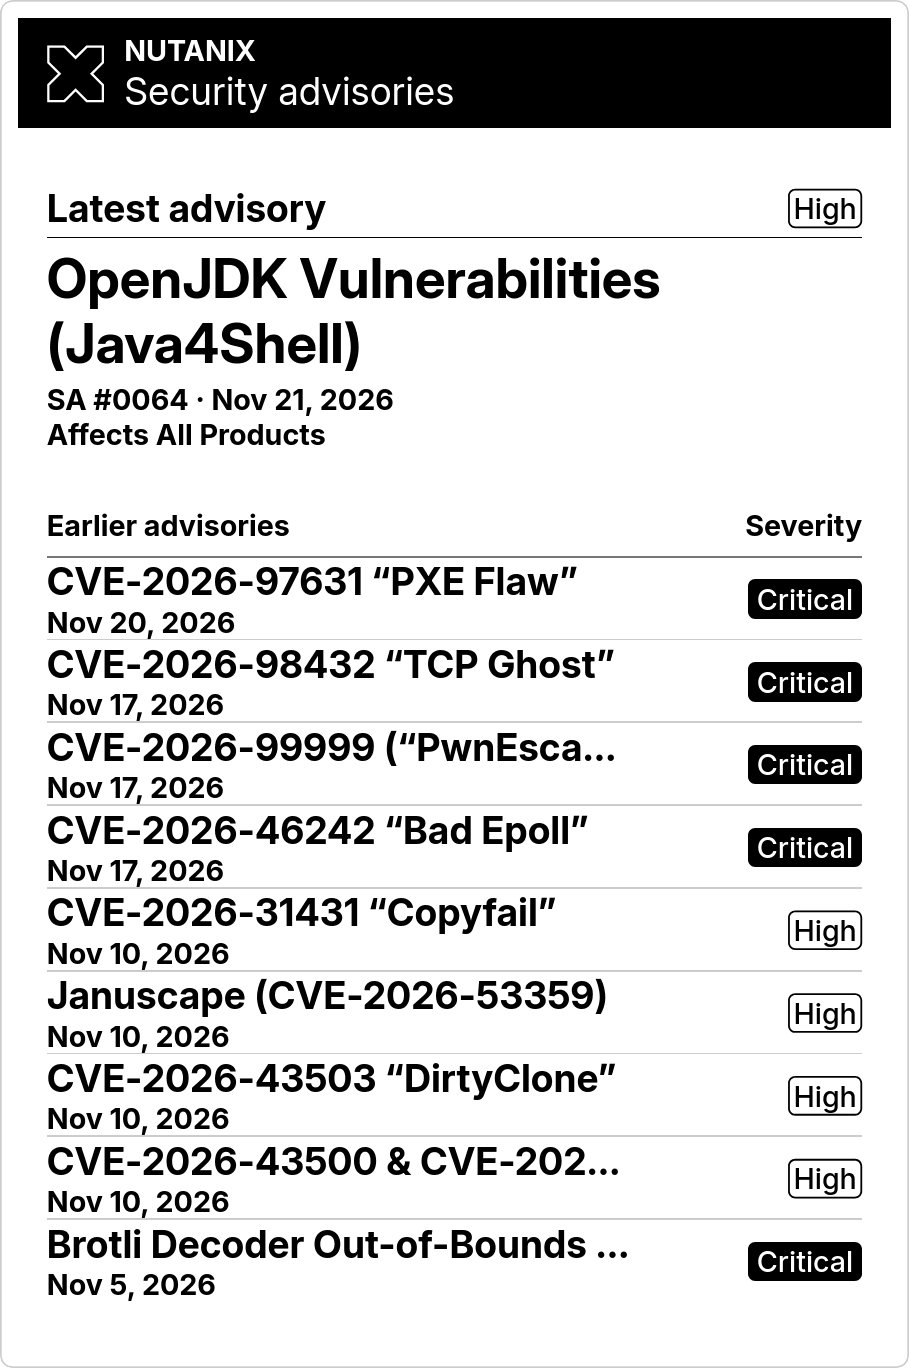 NUTANIX
Security advisories
Latest advisory
High
OpenJDK Vulnerabilities
(Java4Shell)
SA #0064 · Nov 21, 2026
Affects All Products
Earlier advisories
Severity
CVE-2026-97631 “PXE Flaw”
Nov 20, 2026
Critical
CVE-2026-98432 “TCP Ghost”
Nov 17, 2026
Critical
CVE-2026-99999 (“PwnEsca...
Nov 17, 2026
Critical
CVE-2026-46242 “Bad Epoll”
Nov 17, 2026
Critical
CVE-2026-31431 “Copyfail”
Nov 10, 2026
High
Januscape (CVE-2026-53359)
Nov 10, 2026
High
CVE-2026-43503 “DirtyClone”
Nov 10, 2026
High
CVE-2026-43500 & CVE-202...
Nov 10, 2026
High
Brotli Decoder Out-of-Bounds ...
Nov 5, 2026
Critical